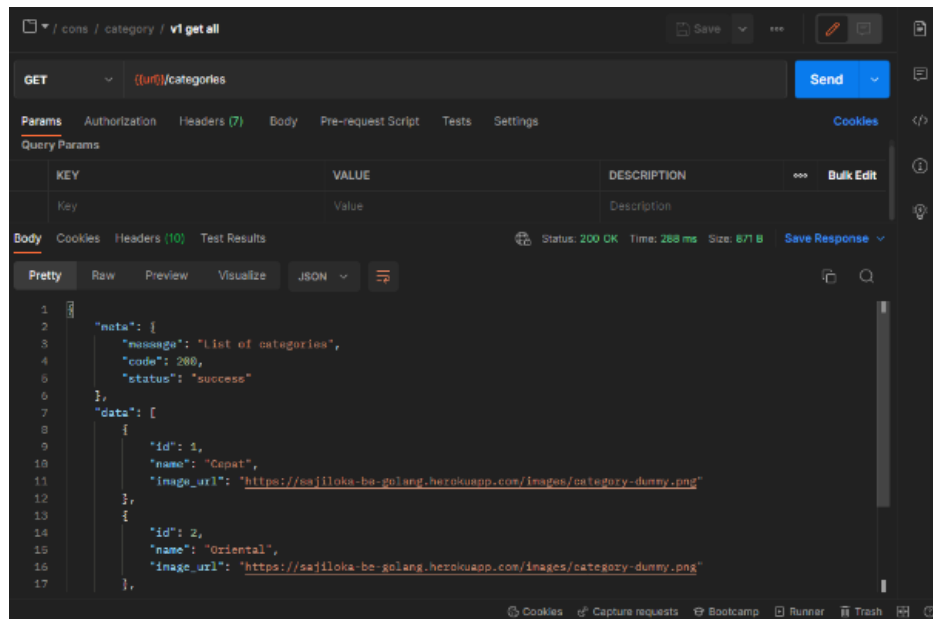 / cons / category / v1 get all
Save
GET
{{url}}/categories
Send
Params Authorization Headers (7) Body Pre-request Script Tests Settings Cookies
Query Params
KEY VALUE DESCRIPTION Bulk Edit
Key Value Description
Body Cookies Headers (10) Test Results Status: 200 OK Time: 288 ms Size: 871 B Save Response
Pretty Raw Preview Visualize JSON
1 {
2 "meta": {
3 "message": "List of categories",
4 "code": 200,
5 "status": "success"
6 },
7 "data": [
8 {
9 "id": 1,
10 "name": "Cepat",
11 "image_url": "https://sajiloka-be-golang.herokuapp.com/images/category-dummy.png"
12 },
13 {
14 "id": 2,
15 "name": "Oriental",
16 "image_url": "https://sajiloka-be-golang.herokuapp.com/images/category-dummy.png"
17 },
Cookies Capture requests Bootcamp Runner Trash